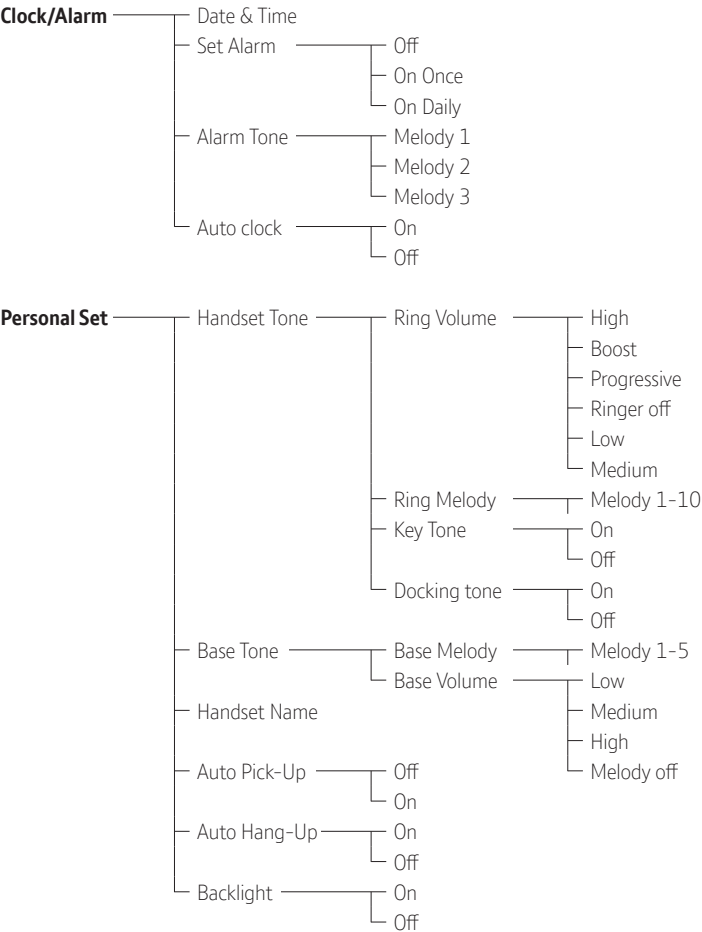 Clock/Alarm Date & Time
Set Alarm Off
On Once
On Daily
Alarm Tone Melody 1
Melody 2
Melody 3
Auto clock On
Off
Personal Set Handset Tone Ring Volume High
Boost
Progressive
Ringer off
Low
Medium
Ring Melody Melody 1-10
Key Tone On
Off
Docking tone On
Off
Base Tone Base Melody Melody 1-5
Base Volume Low
Handset Name Medium
High
Auto Pick-Up Off Melody off
On
Auto Hang-Up On
Off
Backlight On
Off